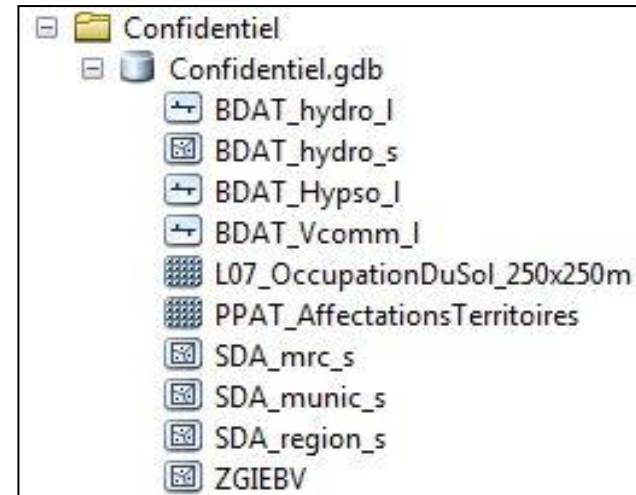 Confidentiel
Confidentiel.gdb
BDAT_hydro_l
BDAT_hydro_s
BDAT_Hypso_l
BDAT_Vcomm_l
L07_OccupationDuSol_250x250m
PPAT_AffectationsTerritoires
SDA_mrc_s
SDA_munic_s
SDA_region_s
ZGIEBV